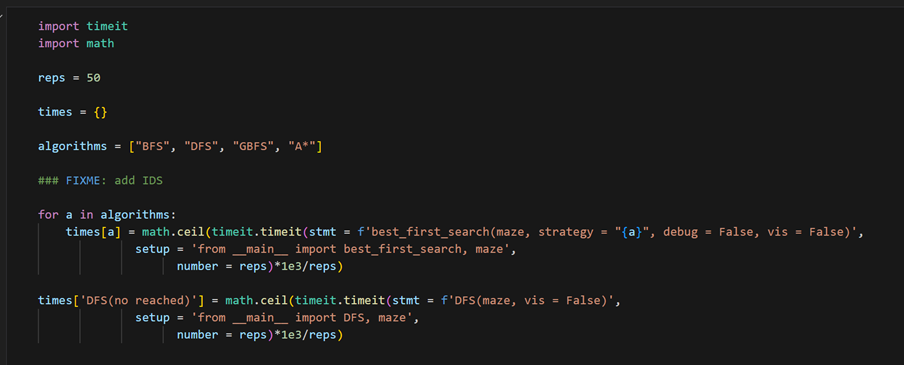 import timeit
import math
reps = 50
times = {}
algorithms = ["BFS", "DFS", "GBFS", "A*"]
### FIXME: add IDS
for a in algorithms:
    times[a] = math.ceil(timeit.timeit(stmt = f'best_first_search(maze, strategy = "{a}", debug = False, vis = False)',
              setup = 'from __main__ import best_first_search, maze',
                    number = reps)*1e3/reps)
times['DFS(no reached)'] = math.ceil(timeit.timeit(stmt = f'DFS(maze, vis = False)',
              setup = 'from __main__ import DFS, maze',
                    number = reps)*1e3/reps)